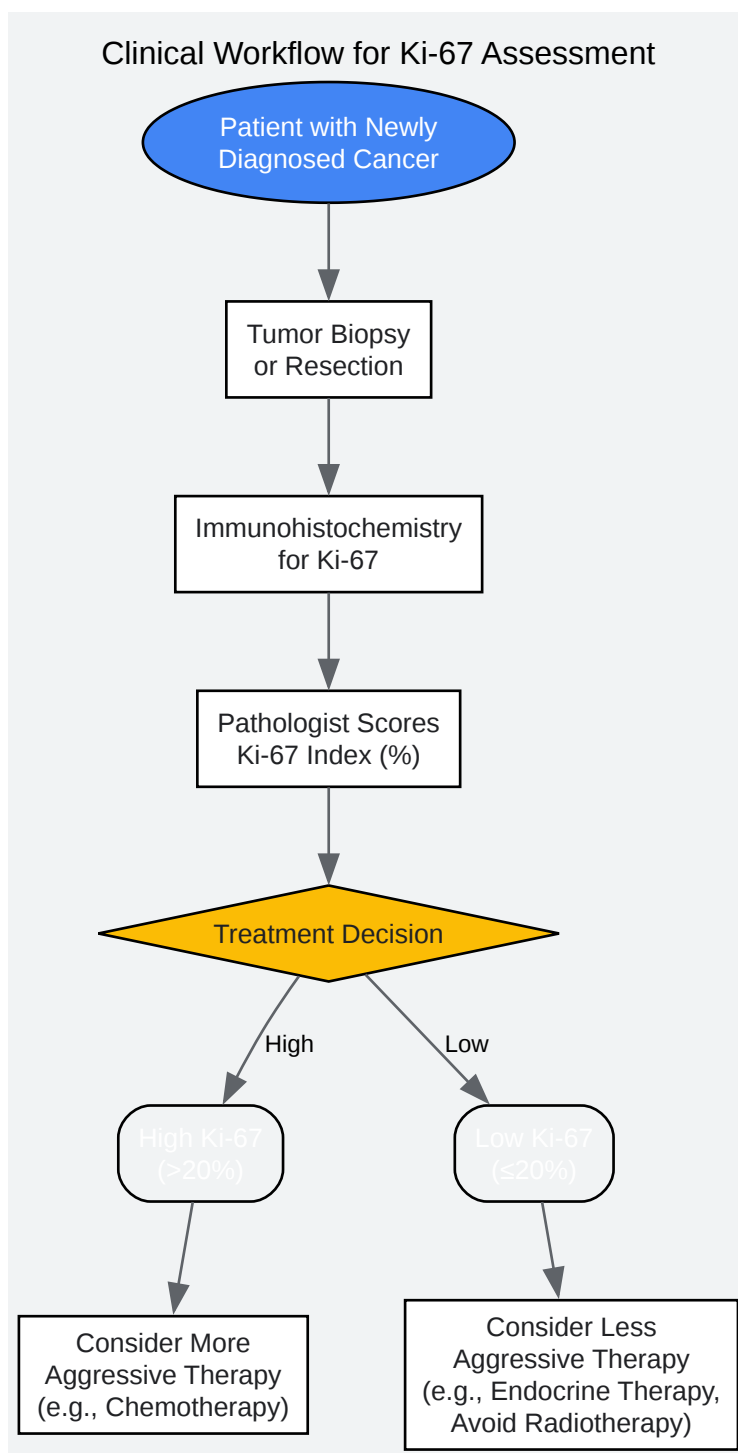 Clinical Workflow for Ki-67 Assessment
Patient with Newly
Diagnosed Cancer
Tumor Biopsy
or Resection
Immunohistochemistry
for Ki-67
Pathologist Scores
Ki-67 Index (%)
Treatment Decision
High
Low
High Ki-67
(>20%)
Low Ki-67
(≤20%)
Consider More
Aggressive Therapy
(e.g., Chemotherapy)
Consider Less
Aggressive Therapy
(e.g., Endocrine Therapy,
Avoid Radiotherapy)